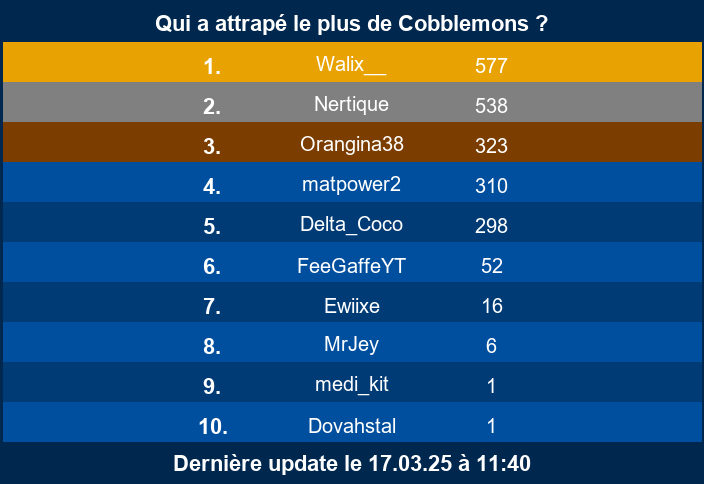 Qui a attrapé le plus de Cobblemons ?
1. Walix__ 577
2. Nertique 538
3. Orangina38 323
4. matpower2 310
5. Delta_Coco 298
6. FeeGaffeYT 52
7. Ewiixe 16
8. MrJey 6
9. medi_kit 1
10. Dovahstal 1
Dernière update le 17.03.25 à 11:40